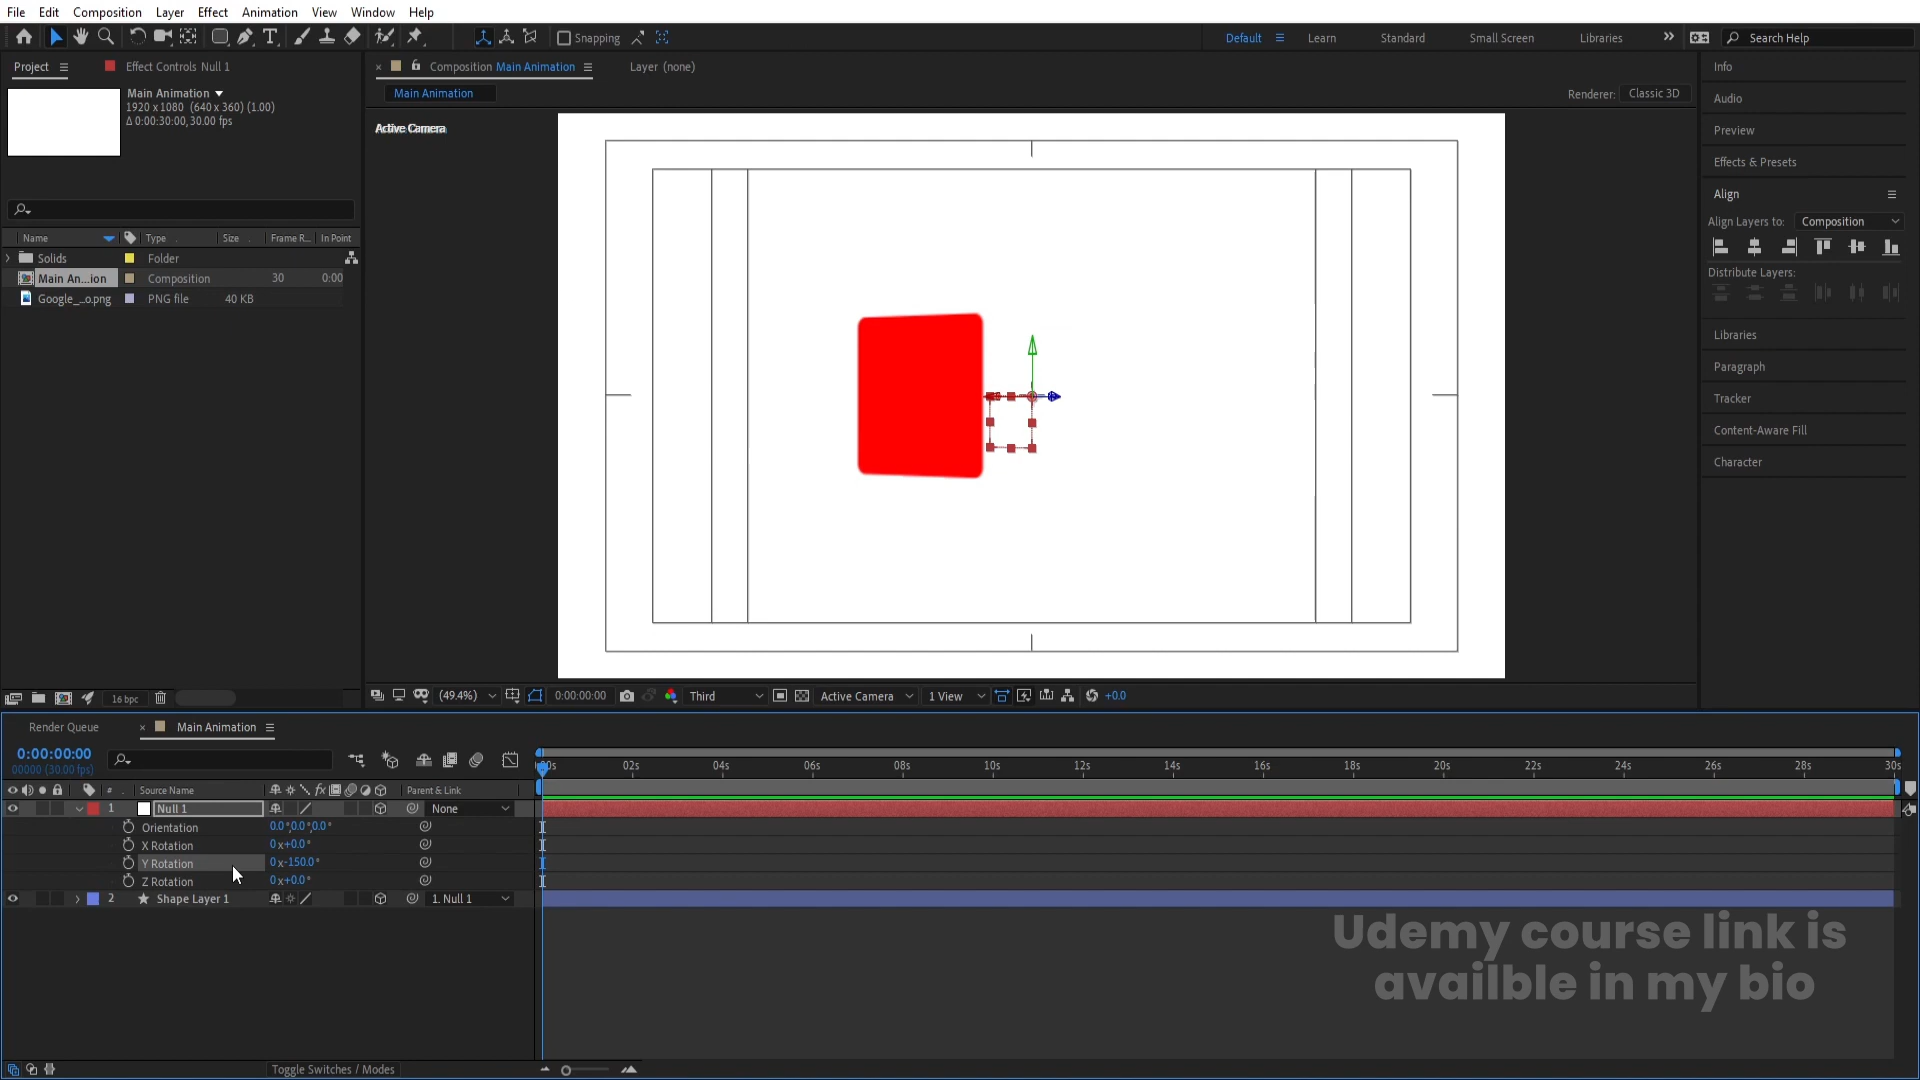 File Edit Composition Layer Effect Animation View Window Help
Snapping
Default Learn Standard Small Screen Libraries Search Help
Project Effect Controls Null 1
Composition Main Animation Layer (none)
Main Animation
1920 x 1080 (640 x 360) (1.00)
Δ 0:00:30:00, 30.00 fps
Main Animation
Renderer: Classic 3D
Active Camera
Info
Audio
Preview
Effects & Presets
Align
Align Layers to: Composition
Distribute Layers:
Libraries
Paragraph
Tracker
Content-Aware Fill
Character
Name Type Size Frame R... In Point
Solids Folder
Main An...ion Composition 30 0:00
Google_...o.png PNG file 40 KB
16 bpc
(49.4%) 0:00:00:00 Third Active Camera 1 View +0.0
Render Queue Main Animation
0:00:00:00
00000 (30.00 fps)
02s 04s 06s 08s 10s 12s 14s 16s 18s 20s 22s 24s 26s 28s 30s
# Source Name Parent & Link
1 Null 1 None
Orientation 0.0°,0.0°,0.0°
X Rotation 0x+0.0°
Y Rotation 0x-150.0°
Z Rotation 0x+0.0°
2 Shape Layer 1 1. Null 1
Udemy course link is
availble in my bio
Toggle Switches / Modes